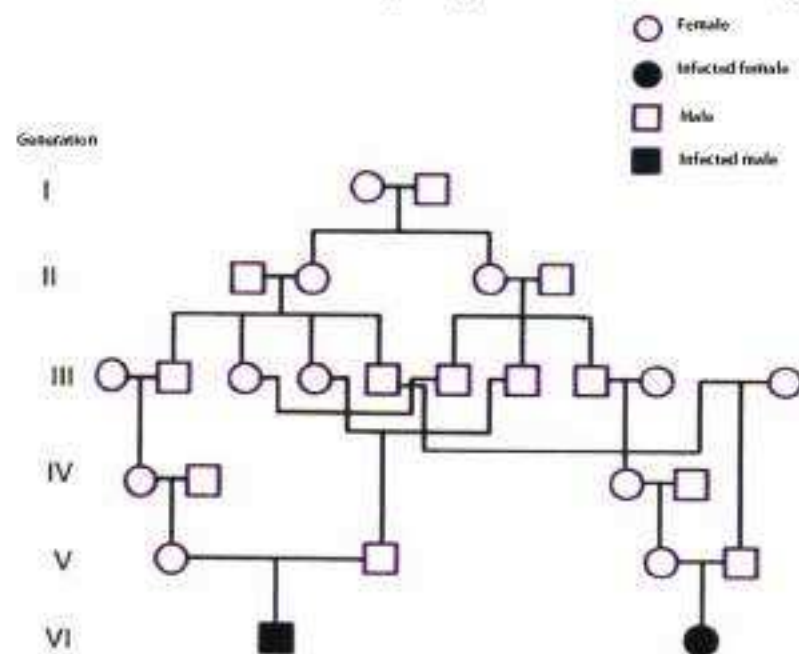 Female
Infected female
Male
Infected male
Generation
I
II
III
IV
V
VI